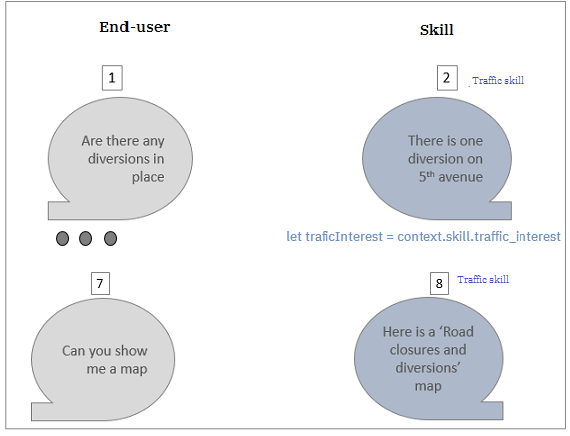 End-user
Skill
1
2
. Traffic skill
Are there any
diversions in
place
There is one
diversion on
5th avenue
let traficInterest = context.skill.traffic_interest
7
8
Traffic skill
Can you show
me a map
Here is a ‘Road
closures and
diversions’
map